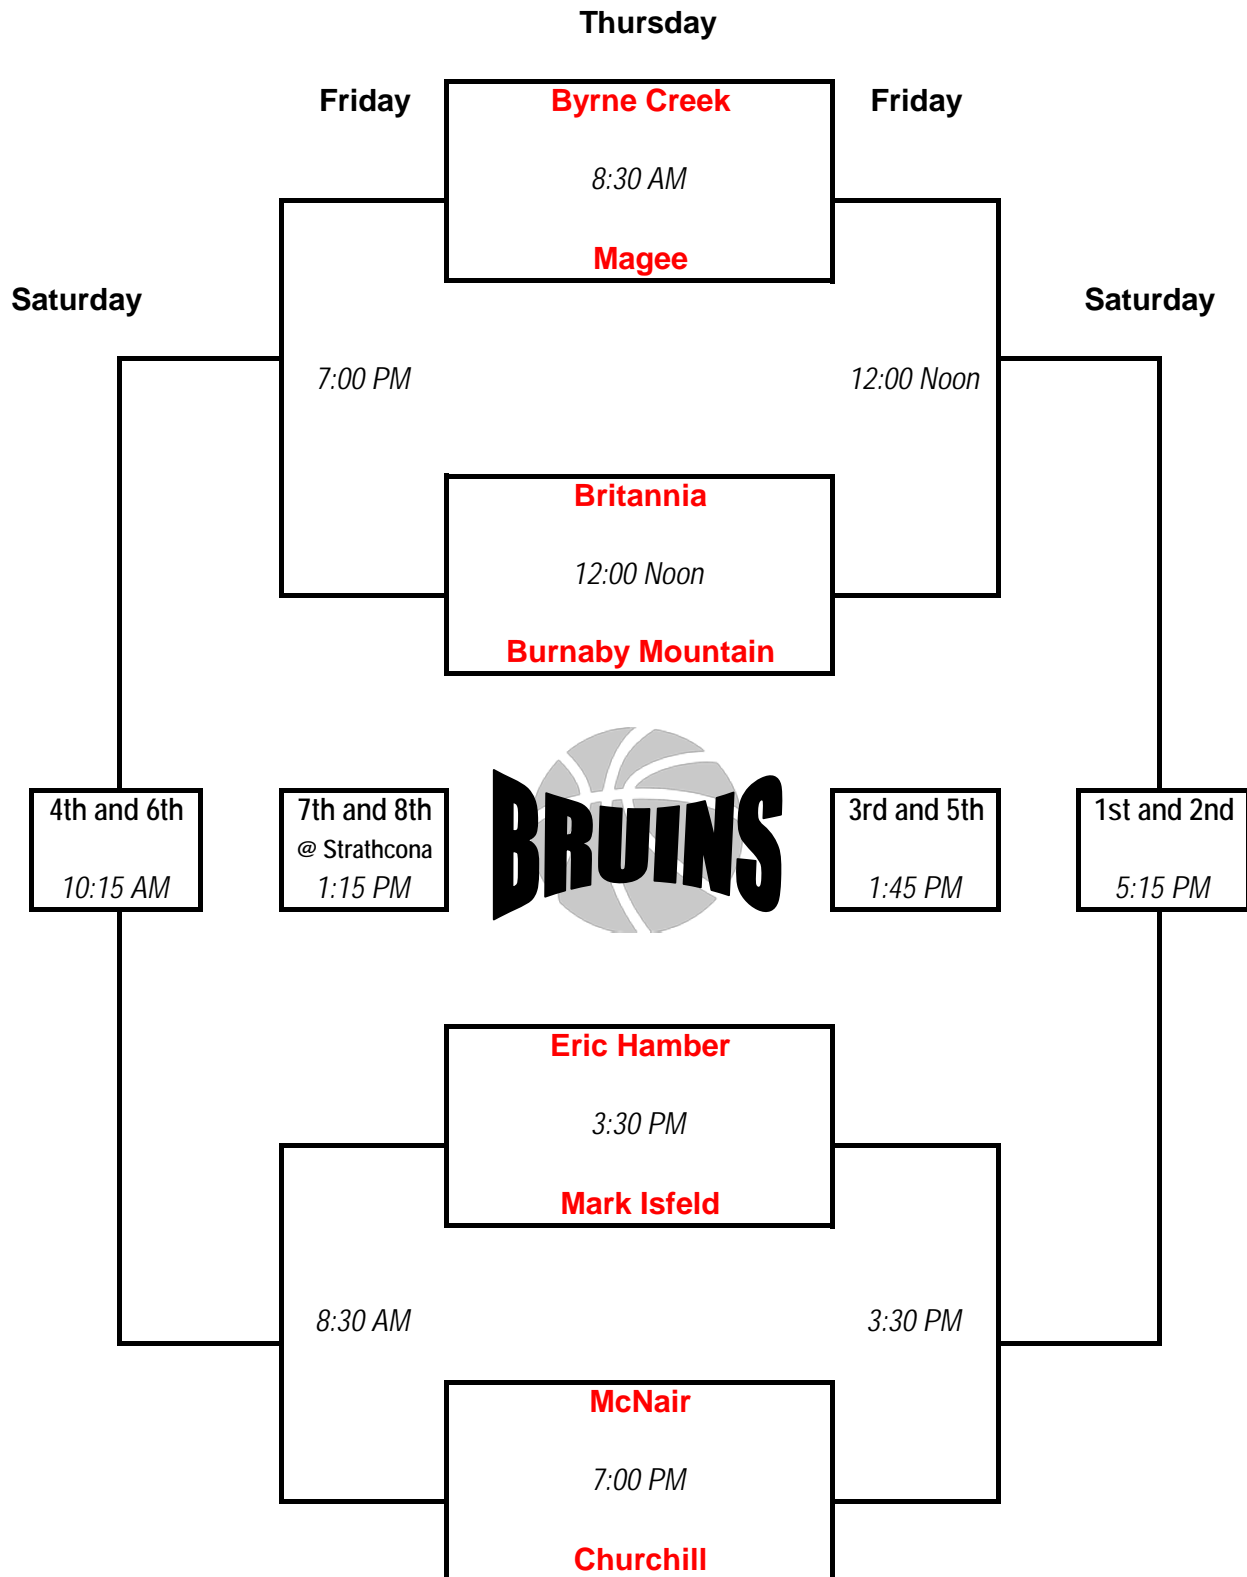 Thursday
Friday
Byrne Creek
Friday
8:30 AM
Magee
Saturday
Saturday
7:00 PM
12:00 Noon
Britannia
12:00 Noon
Burnaby Mountain
BRUINS
4th and 6th
10:15 AM
7th and 8th
@ Strathcona
1:15 PM
3rd and 5th
1:45 PM
1st and 2nd
5:15 PM
Eric Hamber
3:30 PM
Mark Isfeld
8:30 AM
3:30 PM
McNair
7:00 PM
Churchill